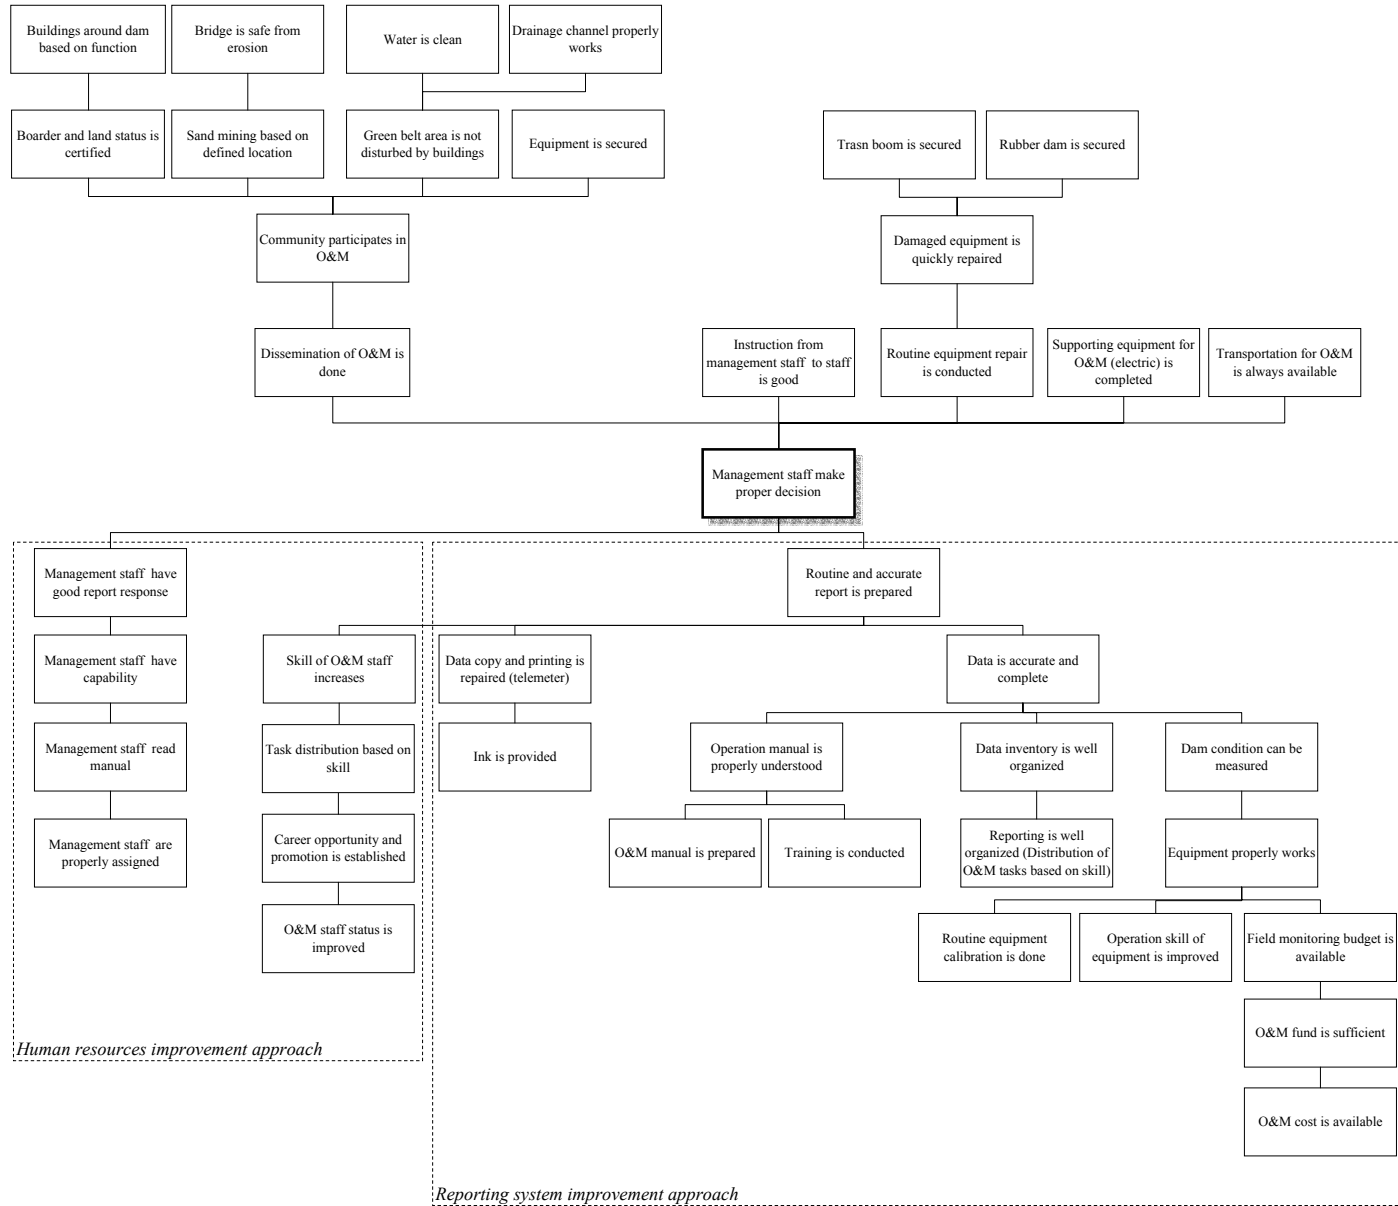 Buildings around dam
based on function
Bridge is safe from
erosion
Water is clean
Drainage channel properly
works
Boarder and land status is
certified
Sand mining based on
defined location
Green belt area is not
disturbed by buildings
Equipment is secured
Trasn boom is secured
Rubber dam is secured
Community participates in
O&M
Damaged equipment is
quickly repaired
Dissemination of O&M is
done
Instruction from
management staff to staff
is good
Routine equipment repair
is conducted
Supporting equipment for
O&M (electric) is
completed
Transportation for O&M
is always available
Management staff make
proper decision
Management staff have
good report response
Routine and accurate
report is prepared
Management staff have
capability
Skill of O&M staff
increases
Data copy and printing is
repaired (telemeter)
Data is accurate and
complete
Management staff read
manual
Task distribution based on
skill
Ink is provided
Operation manual is
properly understood
Data inventory is well
organized
Dam condition can be
measured
Management staff are
properly assigned
Career opportunity and
promotion is established
O&M manual is prepared
Training is conducted
Reporting is well
organized (Distribution of
O&M tasks based on skill)
Equipment properly works
O&M staff status is
improved
Routine equipment
calibration is done
Operation skill of
equipment is improved
Field monitoring budget is
available
O&M fund is sufficient
Human resources improvement approach
O&M cost is available
Reporting system improvement approach